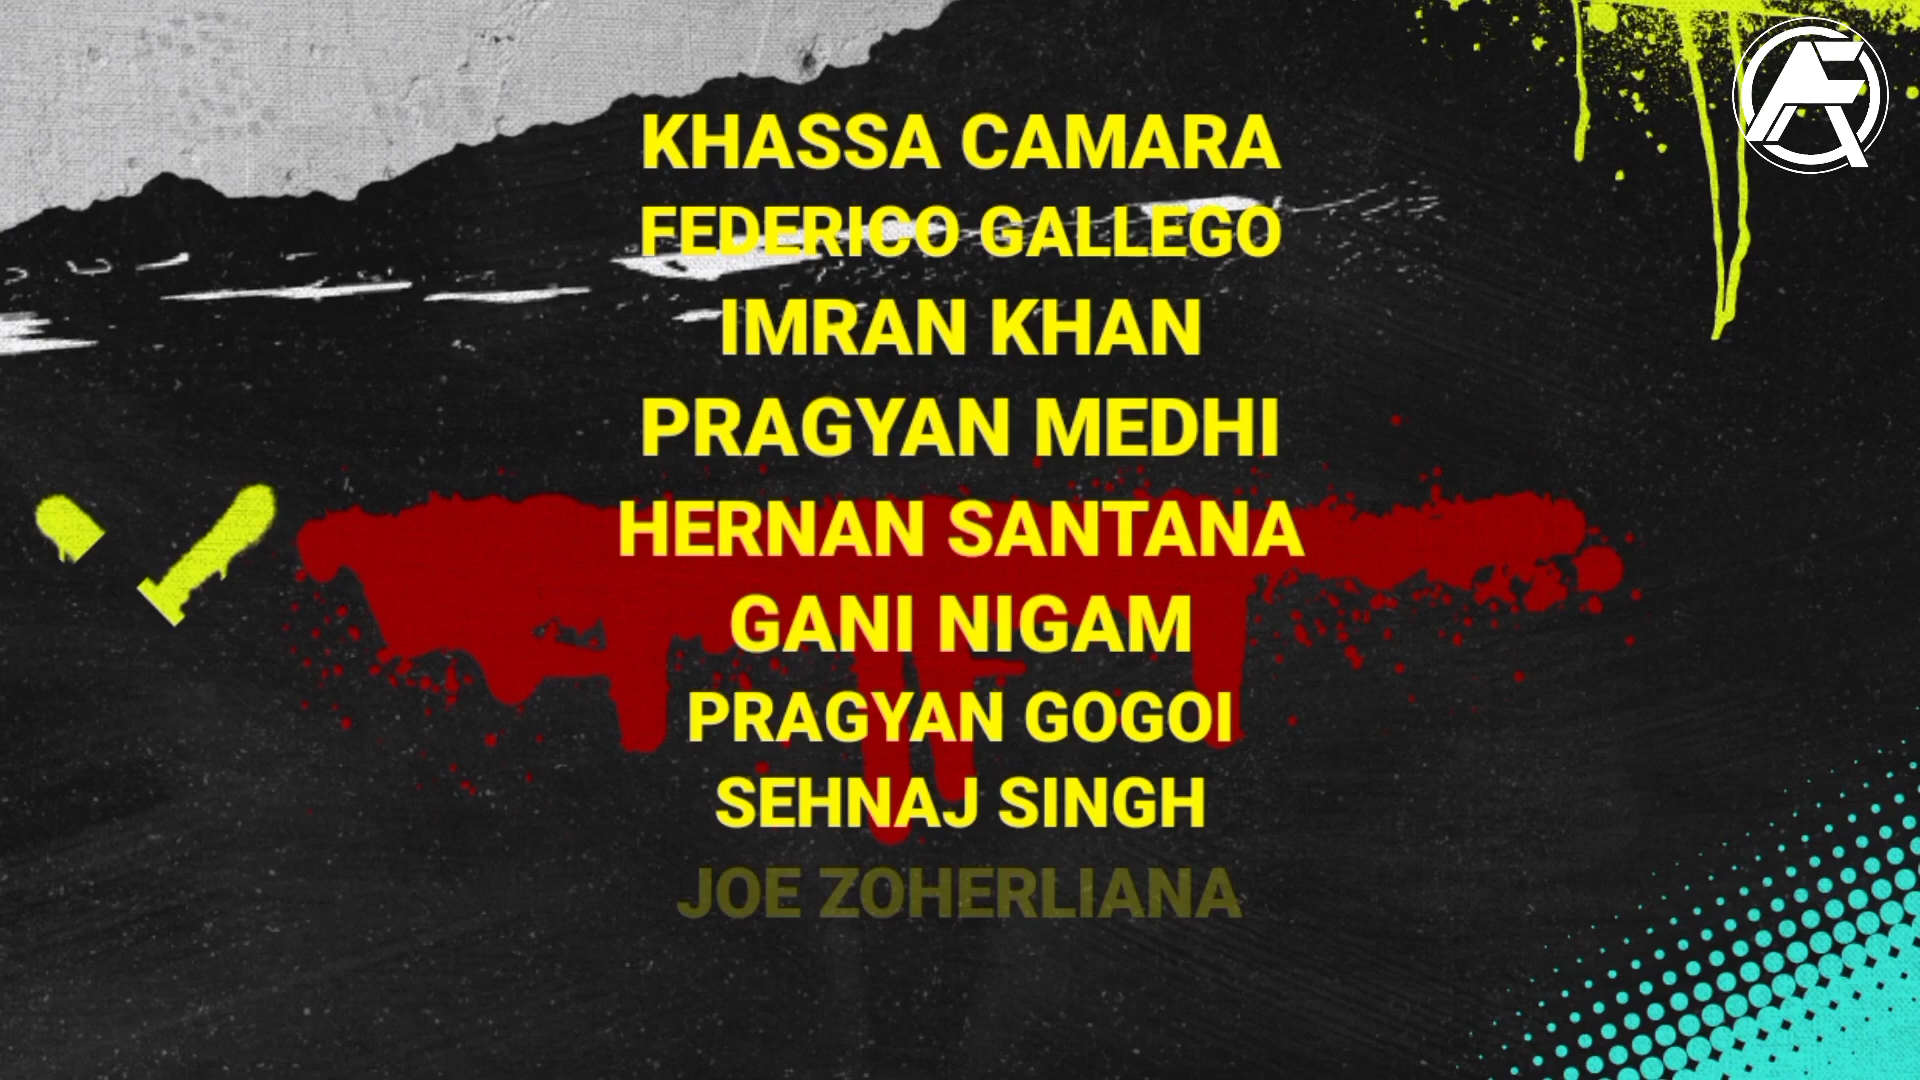 KHASSA CAMARA
FEDERICO GALLEGO
IMRAN KHAN
PRAGYAN MEDHI
HERNAN SANTANA
GANI NIGAM
PRAGYAN GOGOI
SEHNAJ SINGH
JOE ZOHERLIANA